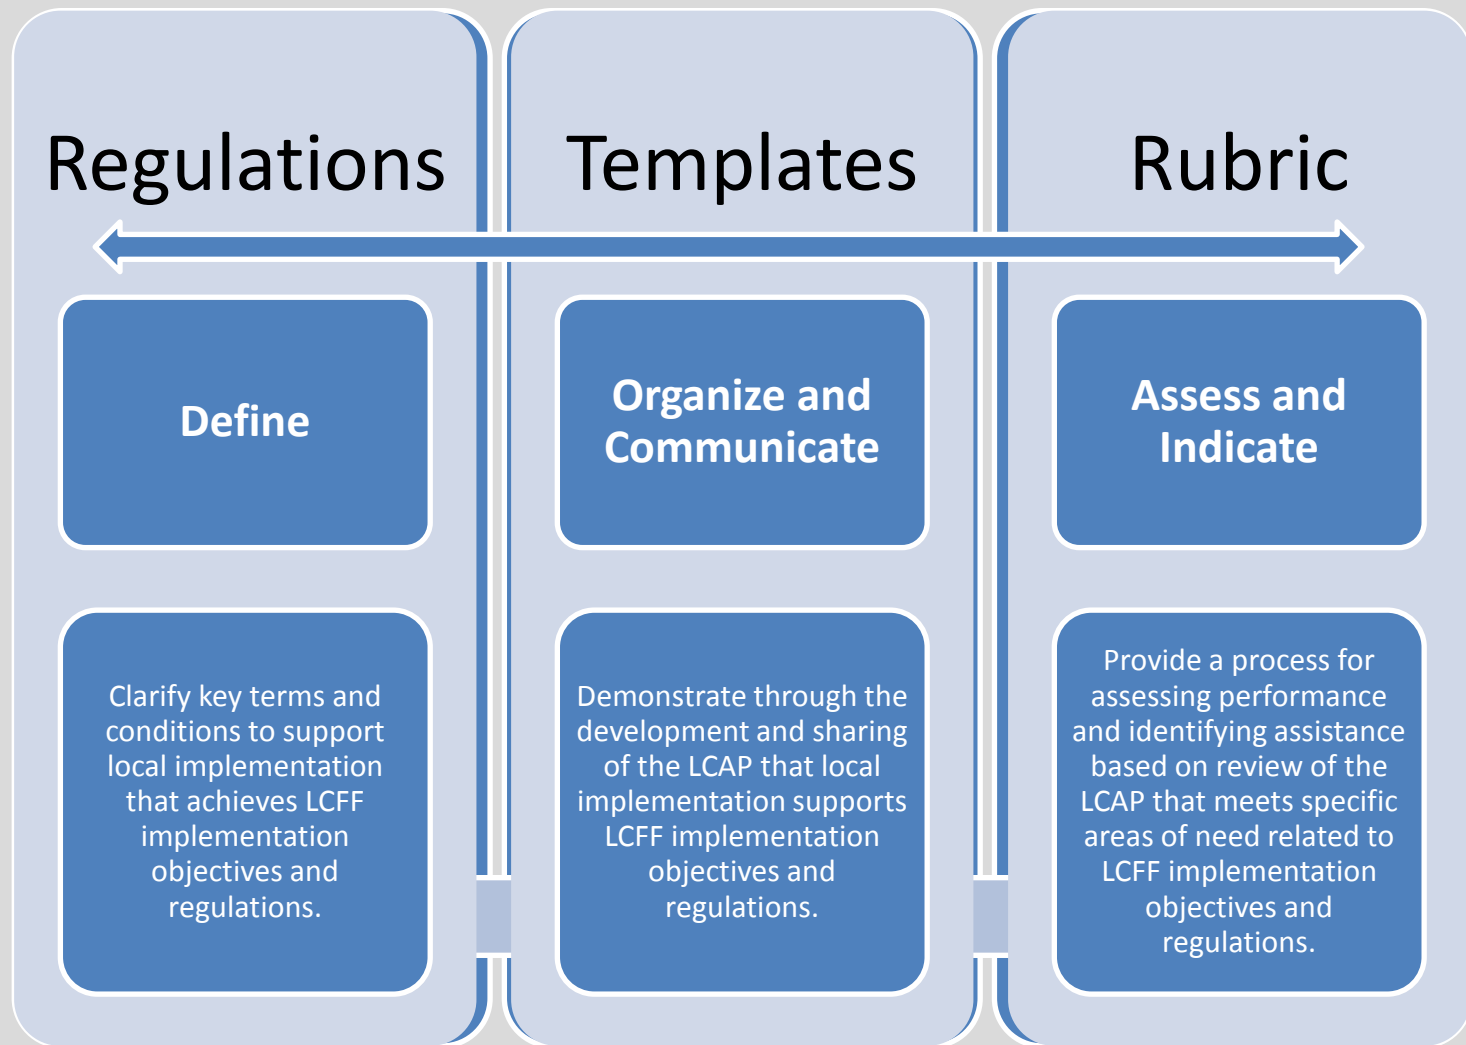 Regulations
Define
Clarify key terms and
conditions to support
local implementation
that achieves LCFF
implementation
objectives and
regulations.
Templates
Organize and
Communicate
Demonstrate through the
development and sharing
of the LCAP that local
implementation supports
LCFF implementation
objectives and
regulations.
Rubric
Assess and
Indicate
Provide a process for
assessing performance
and identifying assistance
based on review of the
LCAP that meets specific
areas of need related to
LCFF implementation
objectives and
regulations.